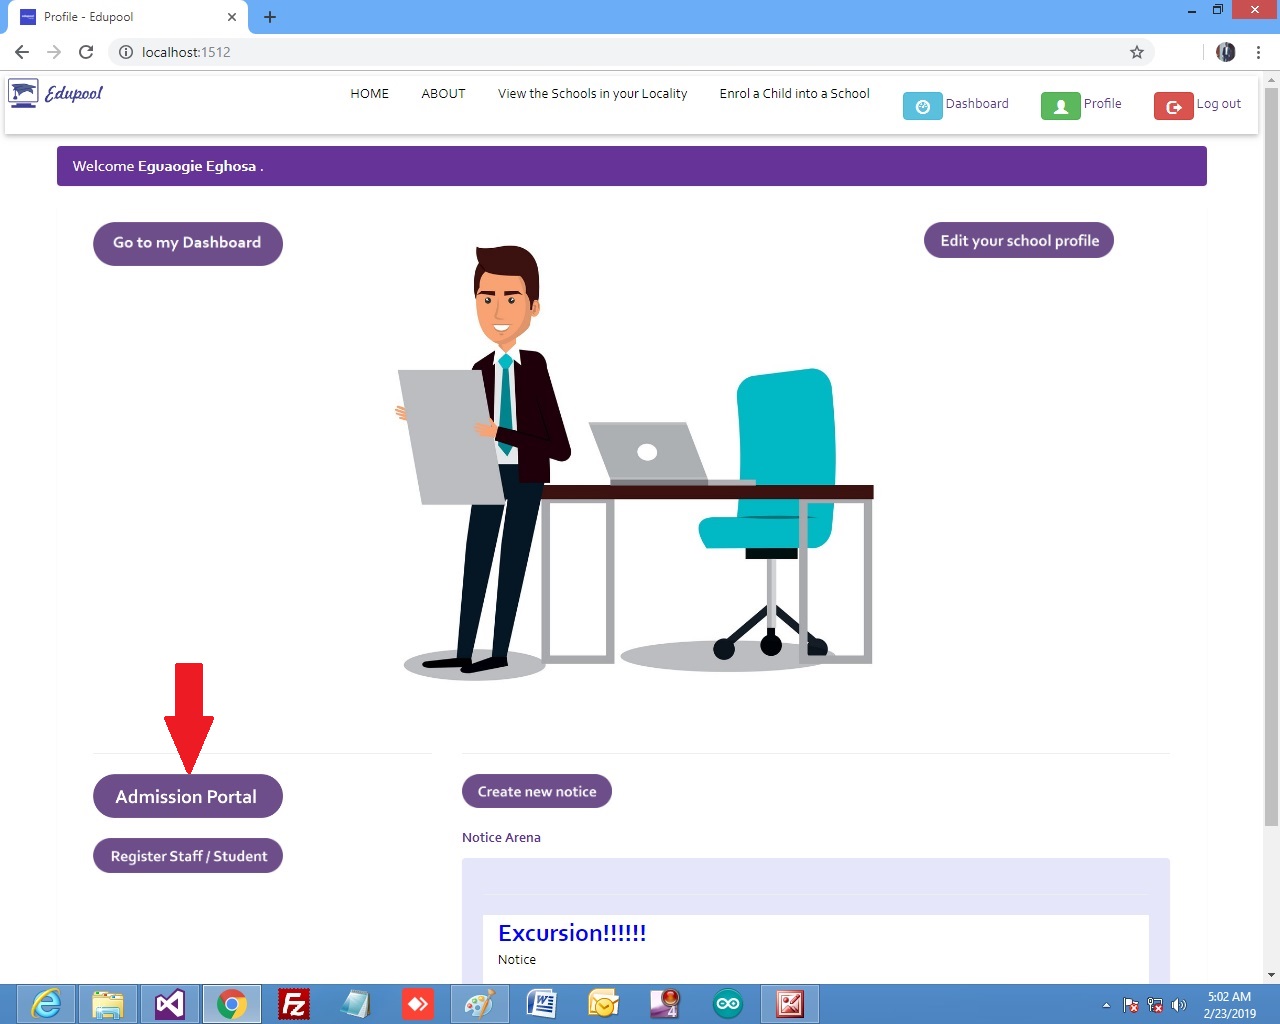 Profile - Edupool
localhost:1512
Edupool
HOME
ABOUT
View the Schools in your Locality
Enrol a Child into a School
Dashboard
Profile
Log out
Welcome Eguaogie Eghosa .
Go to my Dashboard
Edit your school profile
Admission Portal
Create new notice
Notice Arena
Register Staff / Student
Excursion!!!!!!
Notice
5:02 AM
2/23/2019